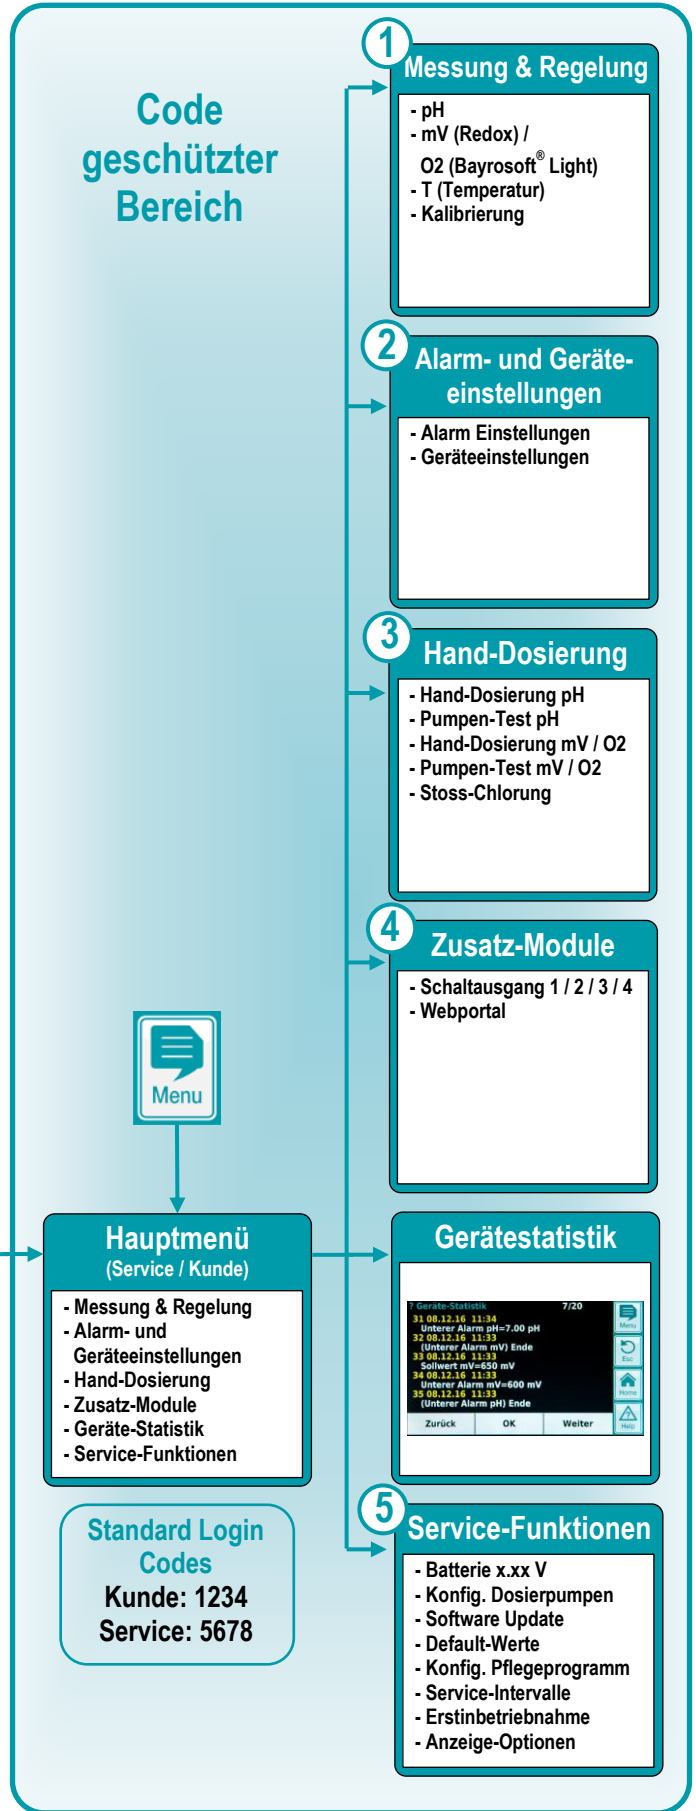 Code
geschützter
Bereich
1
Messung & Regelung
- pH
- mV (Redox) /
O2 (Bayrosoft® Light)
- T (Temperatur)
- Kalibrierung
2
Alarm- und Geräte-
einstellungen
- Alarm Einstellungen
- Geräteeinstellungen
3
Hand-Dosierung
- Hand-Dosierung pH
- Pumpen-Test pH
- Hand-Dosierung mV / O2
- Pumpen-Test mV / O2
- Stoss-Chlorung
4
Zusatz-Module
- Schaltausgang 1 / 2 / 3 / 4
- Webportal
Menu
Hauptmenü
(Service / Kunde)
- Messung & Regelung
- Alarm- und
Geräteeinstellungen
- Hand-Dosierung
- Zusatz-Module
- Geräte-Statistik
- Service-Funktionen
Gerätestatistik
? Geräte-Statistik 7/20
31 08.12.16 11:34
Unterer Alarm pH=7.00 pH
32 08.12.16 11:33
(Unterer Alarm mV) Ende
33 08.12.16 11:33
Sollwert mV=650 mV
34 08.12.16 11:33
Unterer Alarm mV=600 mV
35 08.12.16 11:33
(Unterer Alarm pH) Ende
Zurück OK Weiter
Menu
Esc
Home
Help
Standard Login
Codes
Kunde: 1234
Service: 5678
5
Service-Funktionen
- Batterie x.xx V
- Konfig. Dosierpumpen
- Software Update
- Default-Werte
- Konfig. Pflegeprogramm
- Service-Intervalle
- Erstinbetriebnahme
- Anzeige-Optionen